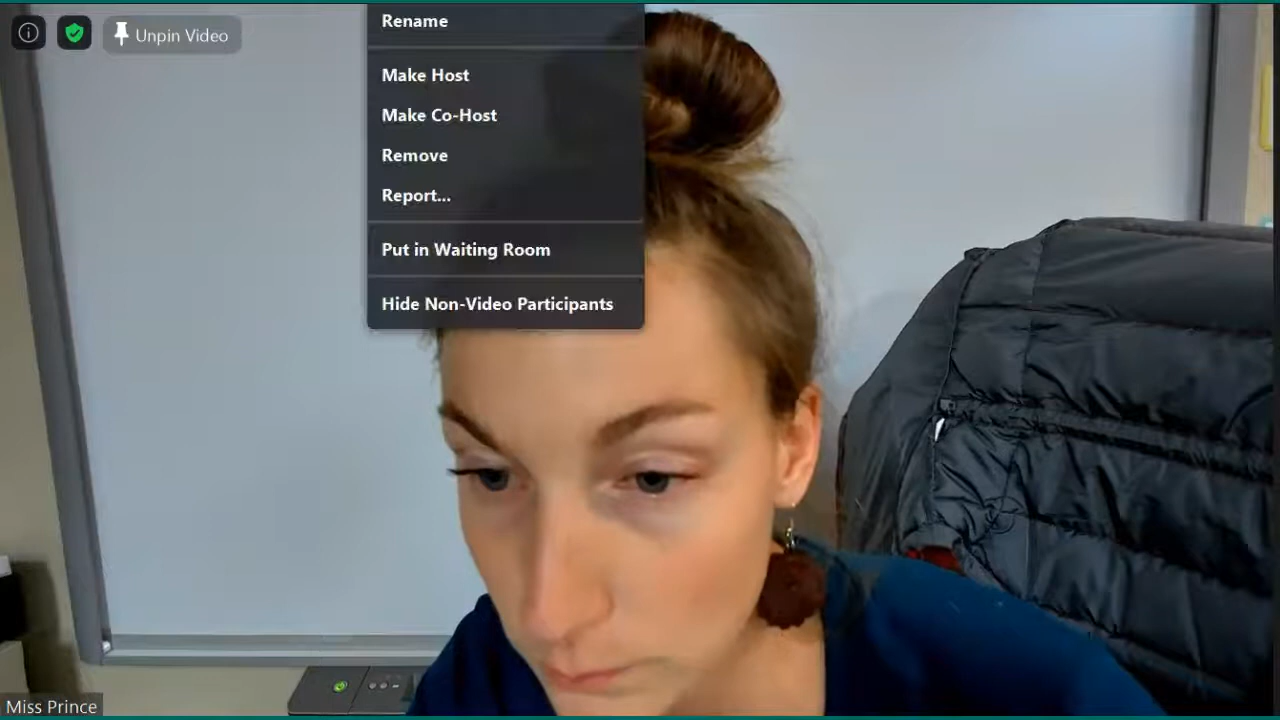 Unpin Video
Rename
Make Host
Make Co-Host
Remove
Report...
Put in Waiting Room
Hide Non-Video Participants
Miss Prince